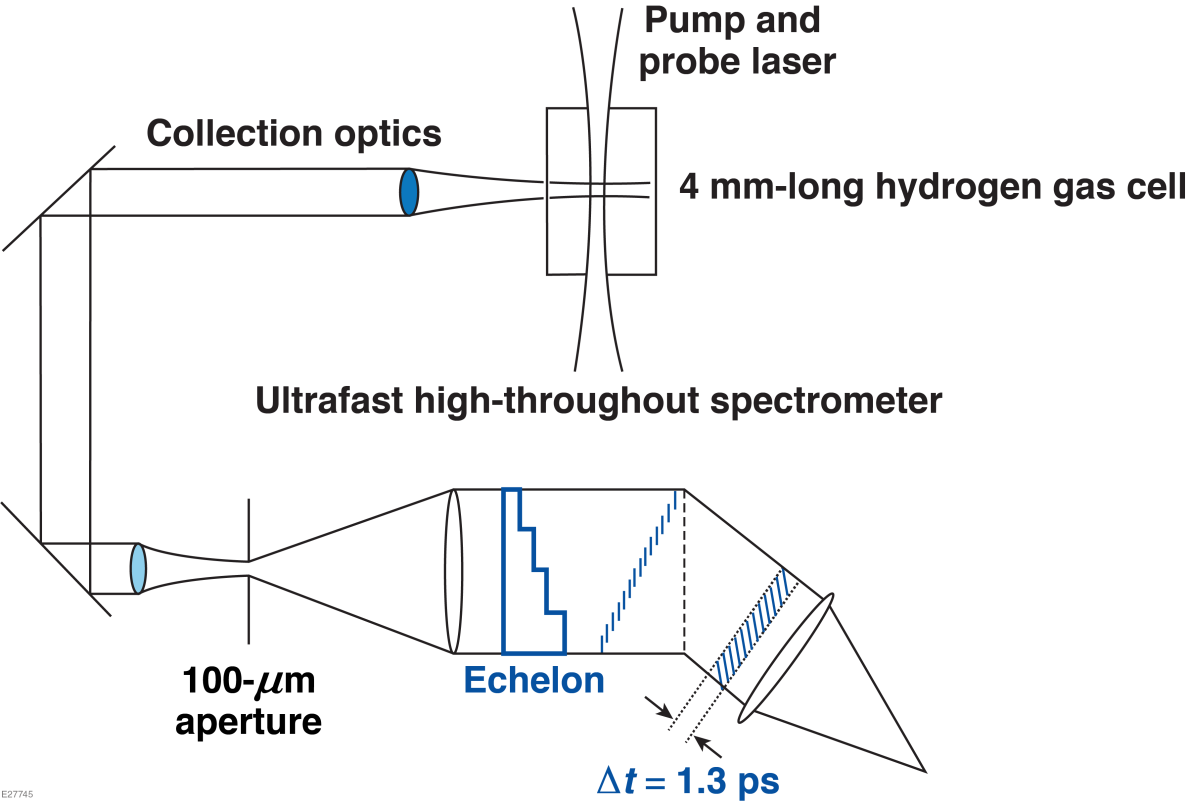 Pump and
probe laser
Collection optics
4 mm-long hydrogen gas cell
Ultrafast high-throughout spectrometer
100-μm
aperture
Echelon
Δt = 1.3 ps
E27745